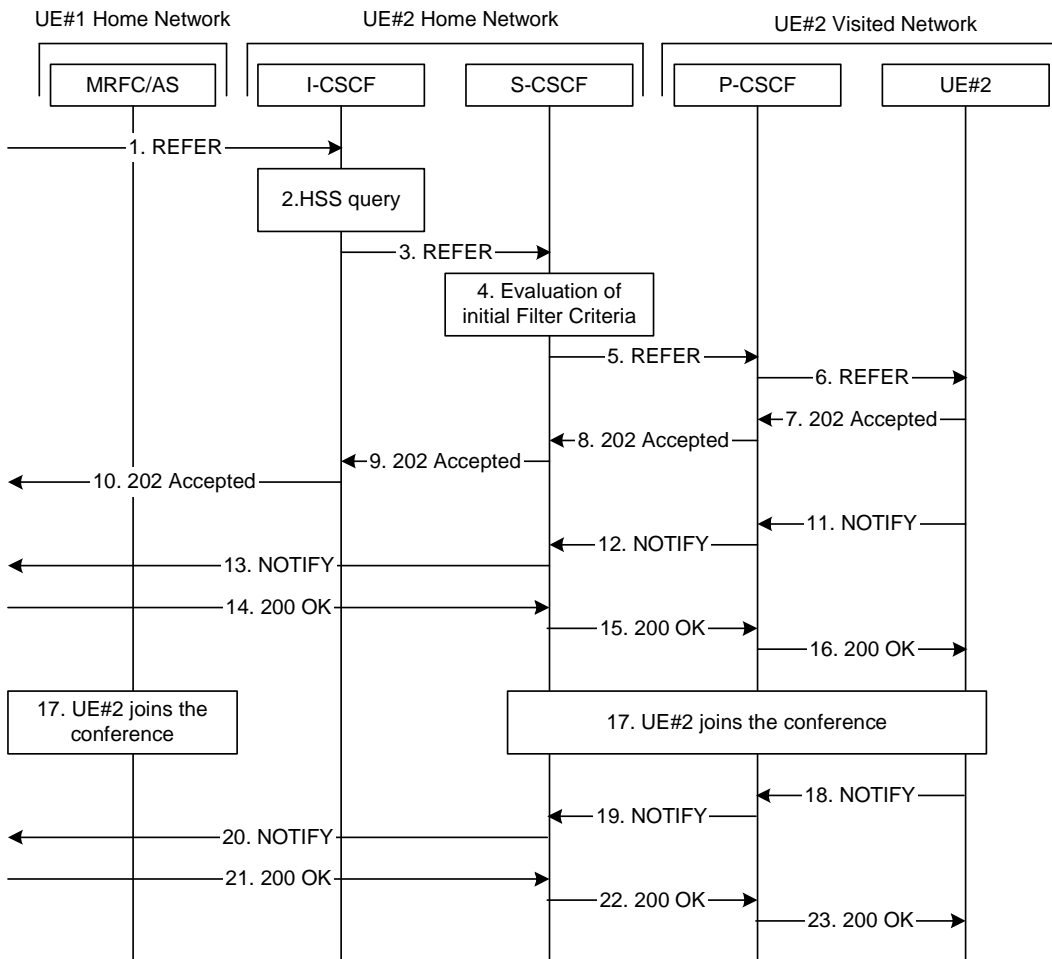 UE#1 Home Network
UE#2 Home Network
UE#2 Visited Network
MRFC/AS
I-CSCF
S-CSCF
P-CSCF
UE#2
1. REFER
2.HSS query
3. REFER
4. Evaluation of
initial Filter Criteria
5. REFER
6. REFER
7. 202 Accepted
8. 202 Accepted
9. 202 Accepted
10. 202 Accepted
11. NOTIFY
12. NOTIFY
13. NOTIFY
14. 200 OK
15. 200 OK
16. 200 OK
17. UE#2 joins the
conference
17. UE#2 joins the conference
18. NOTIFY
19. NOTIFY
20. NOTIFY
21. 200 OK
22. 200 OK
23. 200 OK